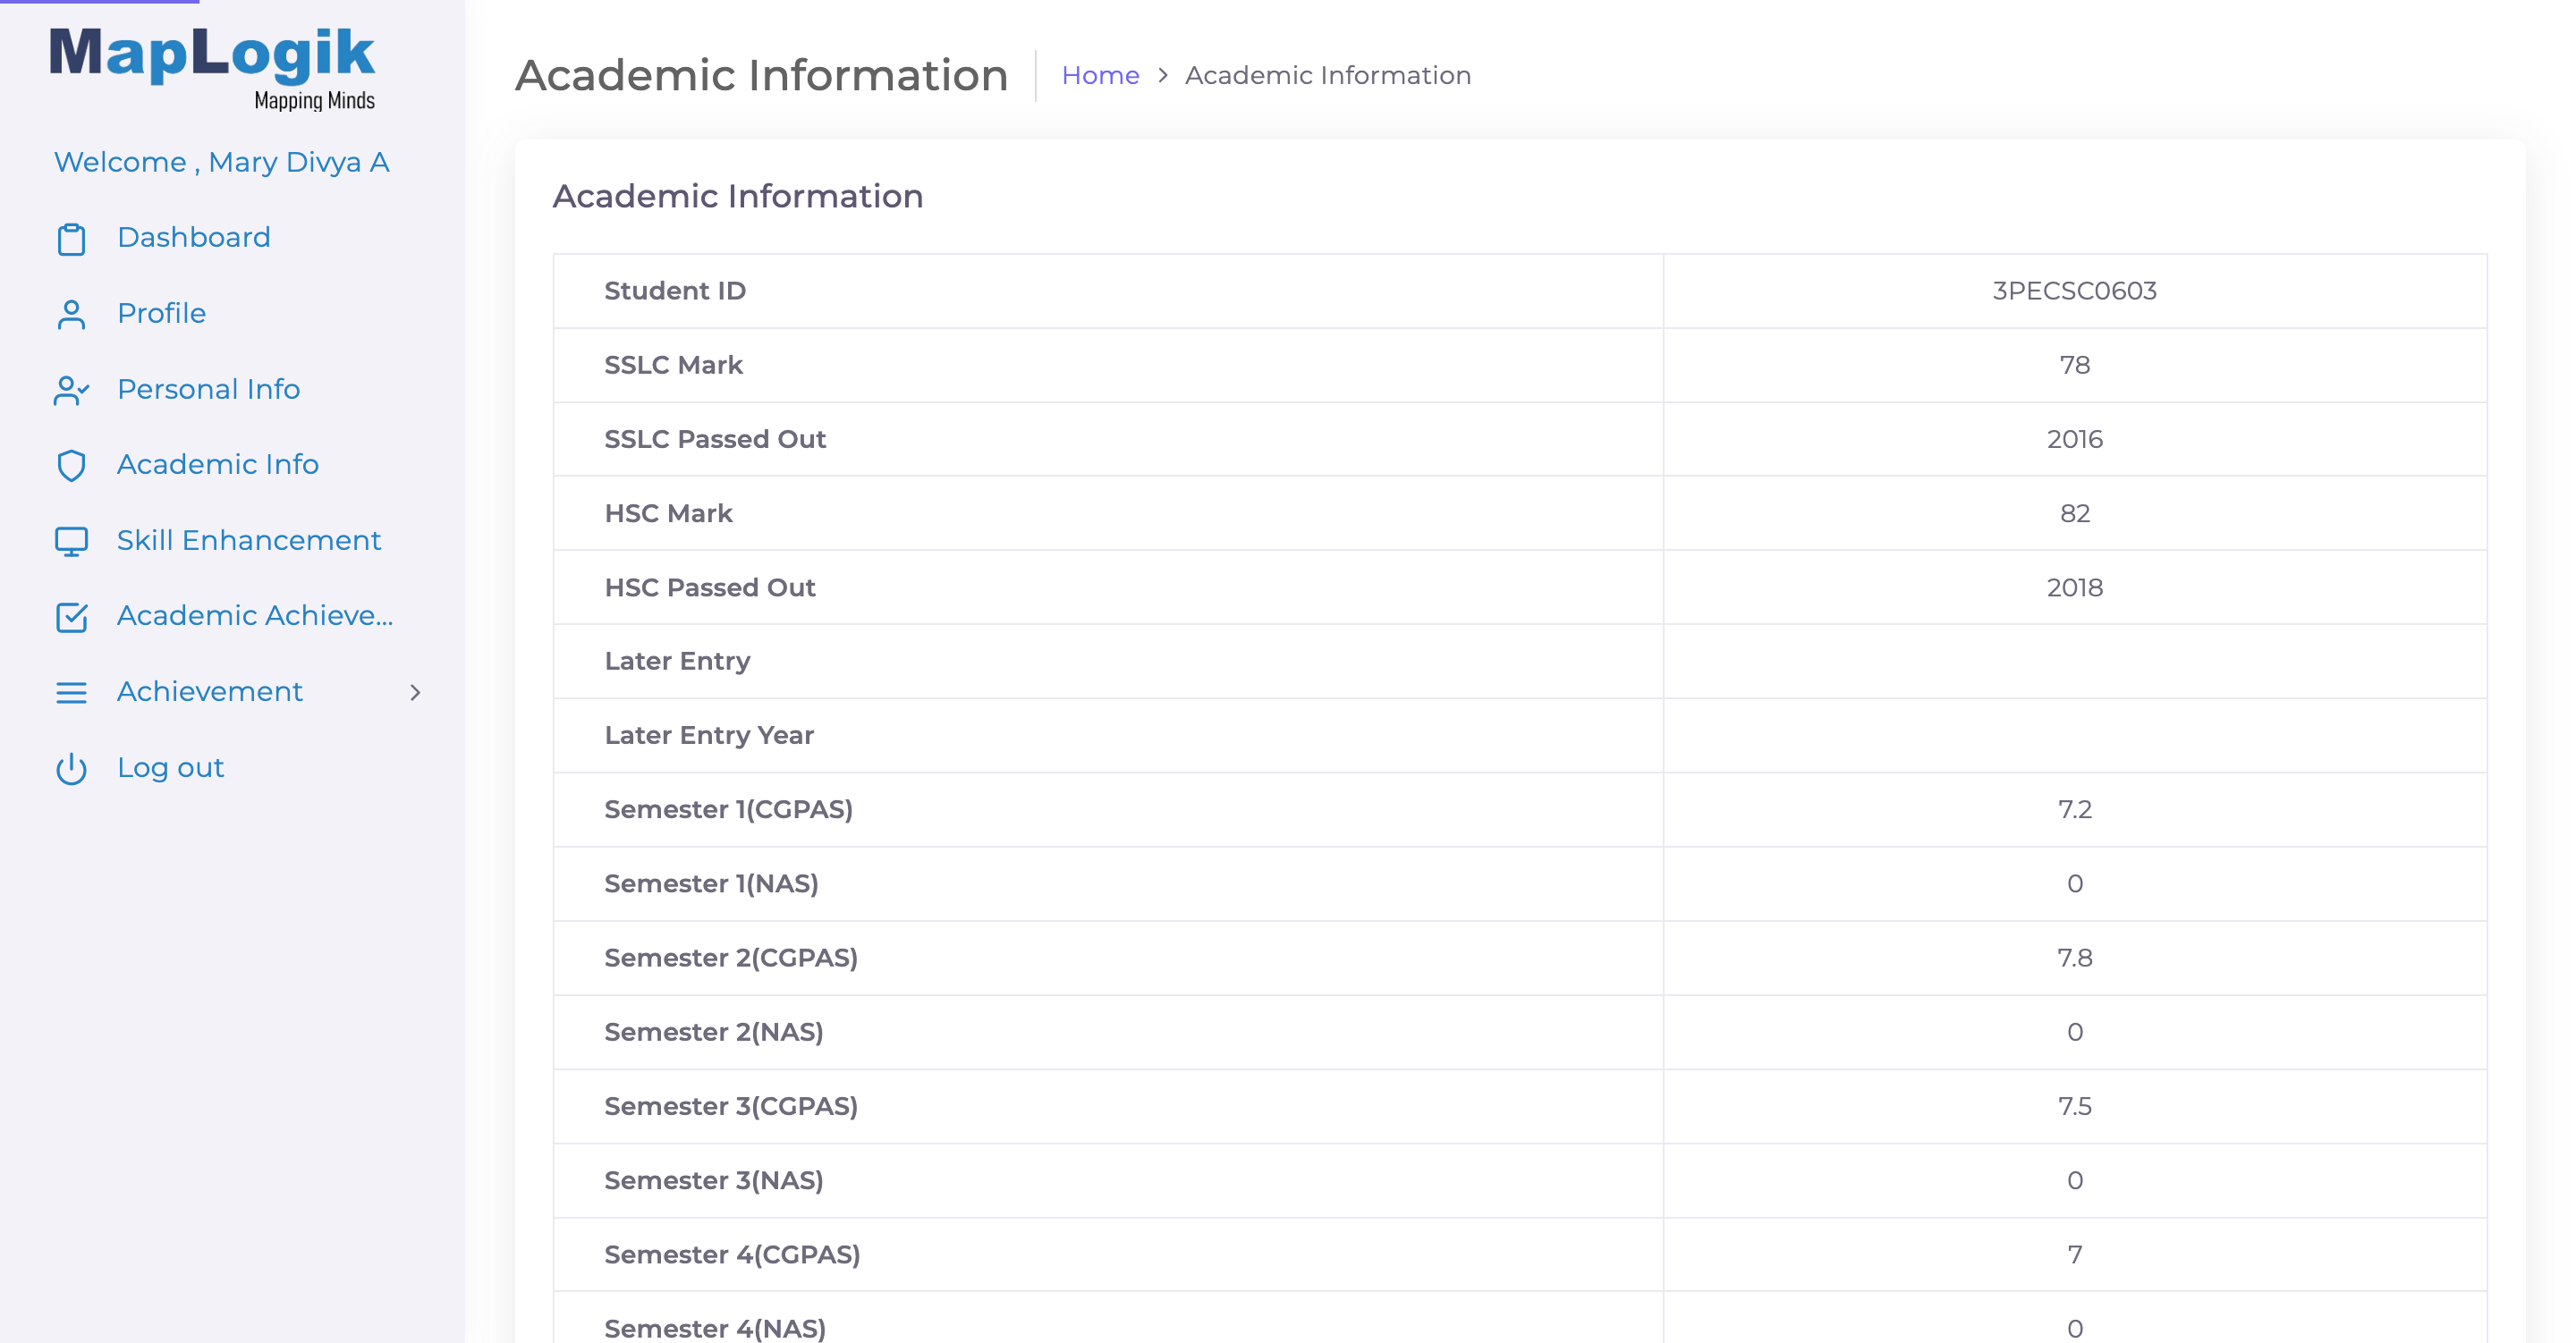 MapLogik
Mapping Minds
Welcome , Mary Divya A
Dashboard
Profile
Personal Info
Academic Info
Skill Enhancement
Academic Achieve...
Achievement
Log out
Academic Information
Home > Academic Information
Academic Information
Student ID 3PECSC0603
SSLC Mark 78
SSLC Passed Out 2016
HSC Mark 82
HSC Passed Out 2018
Later Entry
Later Entry Year
Semester 1(CGPAS) 7.2
Semester 1(NAS) 0
Semester 2(CGPAS) 7.8
Semester 2(NAS) 0
Semester 3(CGPAS) 7.5
Semester 3(NAS) 0
Semester 4(CGPAS) 7
Semester 4(NAS) 0